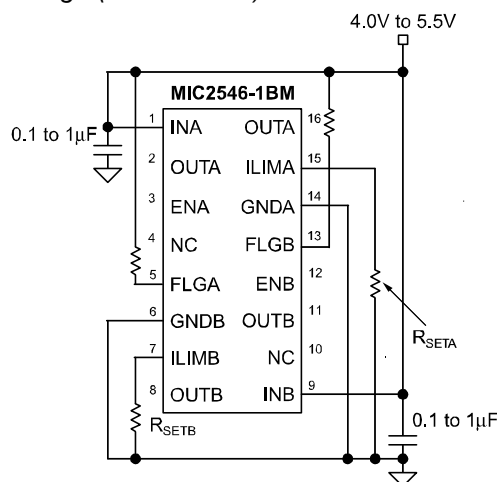 4.0V to 5.5V
MIC2546-1BM
0.1 to 1µF
1 INA OUTA 16
2 OUTA ILIMA 15
3 ENA GNDA 14
4 NC FLGB 13
5 FLGA ENB 12
6 GNDB OUTB 11
7 ILIMB NC 10
8 OUTB INB 9
RSETA
RSETB
0.1 to 1µF